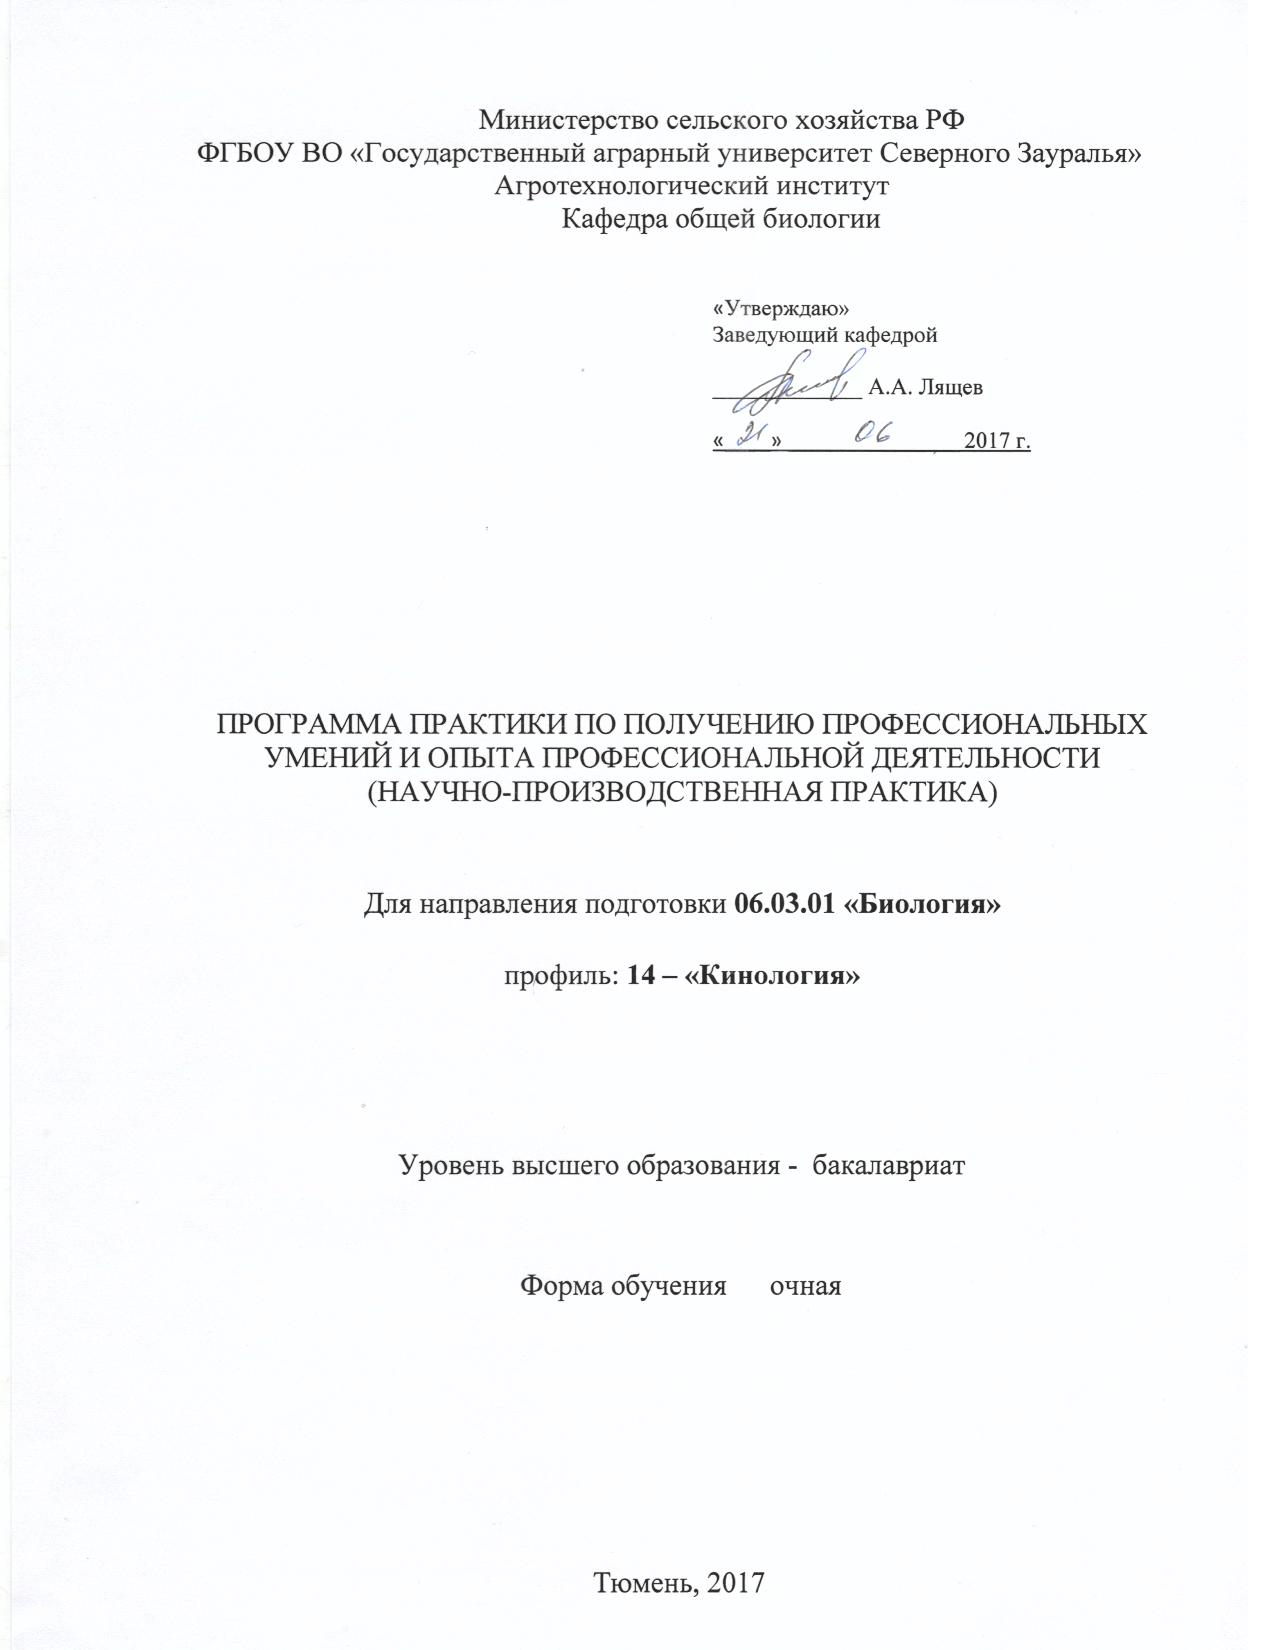 Министерство сельского хозяйства РФ
ФГБОУ ВО «Государственный аграрный университет Северного Зауралья»
Агротехнологический институт
Кафедра общей биологии
«Утверждаю»
Заведующий кафедрой
А.А. Лящев
« 21 » 06 2017 г.
ПРОГРАММА ПРАКТИКИ ПО ПОЛУЧЕНИЮ ПРОФЕССИОНАЛЬНЫХ
УМЕНИЙ И ОПЫТА ПРОФЕССИОНАЛЬНОЙ ДЕЯТЕЛЬНОСТИ
(НАУЧНО-ПРОИЗВОДСТВЕННАЯ ПРАКТИКА)
Для направления подготовки 06.03.01 «Биология»
профиль: 14 – «Кинология»
Уровень высшего образования - бакалавриат
Форма обучения очная
Тюмень, 2017